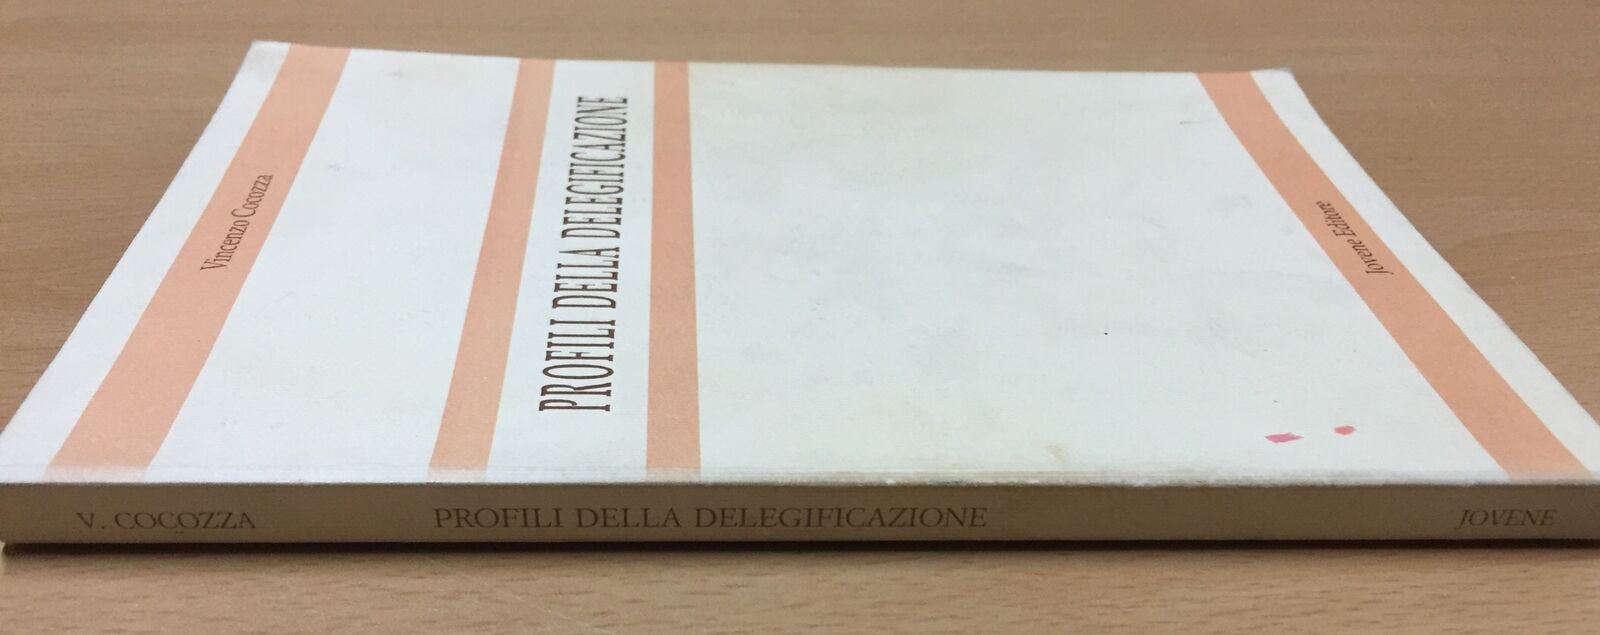 Vincenzo Cocozza
PROFILI DELLA DELEGIFICAZIONE
Jovene Editore
V. COCOZZA
PROFILI DELLA DELEGIFICAZIONE
JOVENE